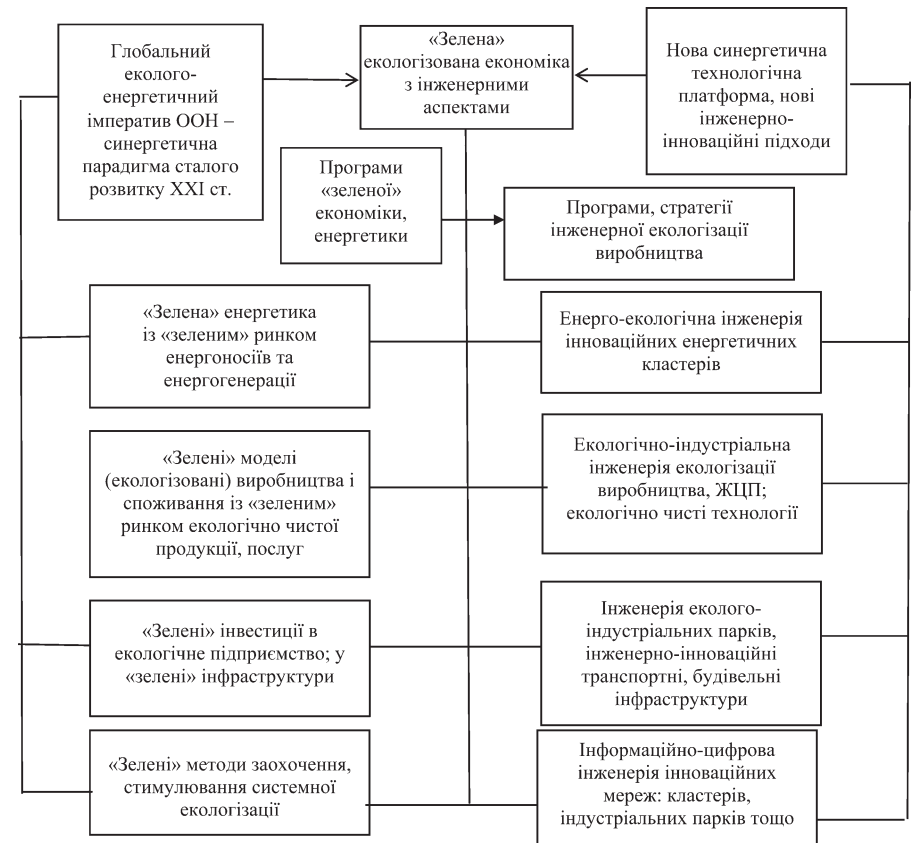 Глобальний
еколого-
енергетичний
імператив ООН –
синергетична
парадигма сталого
розвитку XXI ст.
«Зелена»
екологізована економіка
з інженерними
аспектами
Нова синергетична
технологічна
платформа, нові
інженерно-
інноваційні підходи
Програми
«зеленої»
економіки,
енергетики
Програми, стратегії
інженерної екологізації
виробництва
«Зелена» енергетика
із «зеленим» ринком
енергоносіїв та
енергогенерації
Енерго-екологічна інженерія
інноваційних енергетичних
кластерів
«Зелені» моделі
(екологізовані) виробництва і
споживання із «зеленим»
ринком екологічно чистої
продукції, послуг
Екологічно-індустріальна
інженерія екологізації
виробництва, ЖЦП;
екологічно чисті технології
«Зелені» інвестиції в
екологічне підприємство; у
«зелені» інфраструктури
Інженерія еколого-
індустріальних парків,
інженерно-інноваційні
транспортні, будівельні
інфраструктури
«Зелені» методи заохочення,
стимулювання системної
екологізації
Інформаційно-цифрова
інженерія інноваційних
мереж: кластерів,
індустріальних парків тощо